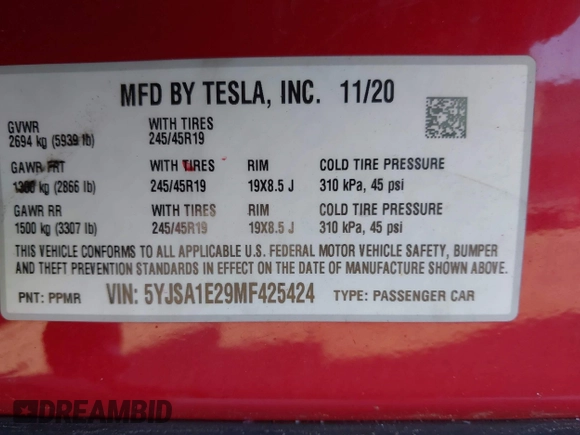 MFD BY TESLA, INC. 11/20
GVWR
2694 kg (5939 lb)
WITH TIRES
245/45R19
GAWR FRT
1300 kg (2866 lb)
WITH TIRES
245/45R19
RIM
19X8.5 J
COLD TIRE PRESSURE
310 kPa, 45 psi
GAWR RR
1500 kg (3307 lb)
WITH TIRES
245/45R19
RIM
19X8.5 J
COLD TIRE PRESSURE
310 kPa, 45 psi
THIS VEHICLE CONFORMS TO ALL APPLICABLE U.S. FEDERAL MOTOR VEHICLE SAFETY, BUMPER
AND THEFT PREVENTION STANDARDS IN EFFECT ON THE DATE OF MANUFACTURE SHOWN ABOVE.
PNT: PPMR VIN: 5YJSA1E29MF425424 TYPE: PASSENGER CAR
DREAMBID